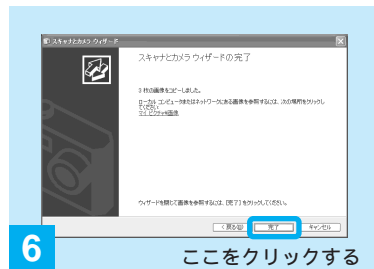 スキャナとカメラ ウィザード
スキャナとカメラ ウィザードの完了
3 枚の画像をコピーしました。
ローカル コンピュータまたはネットワークにある画像を参照するには、次の場所をクリックし
てください:
マイ ピクチャ¥画像
ウィザードを閉じて画像を参照するには、[完了] をクリックしてください。
< 戻る(B) 完了 キャンセル
6 ここをクリックする